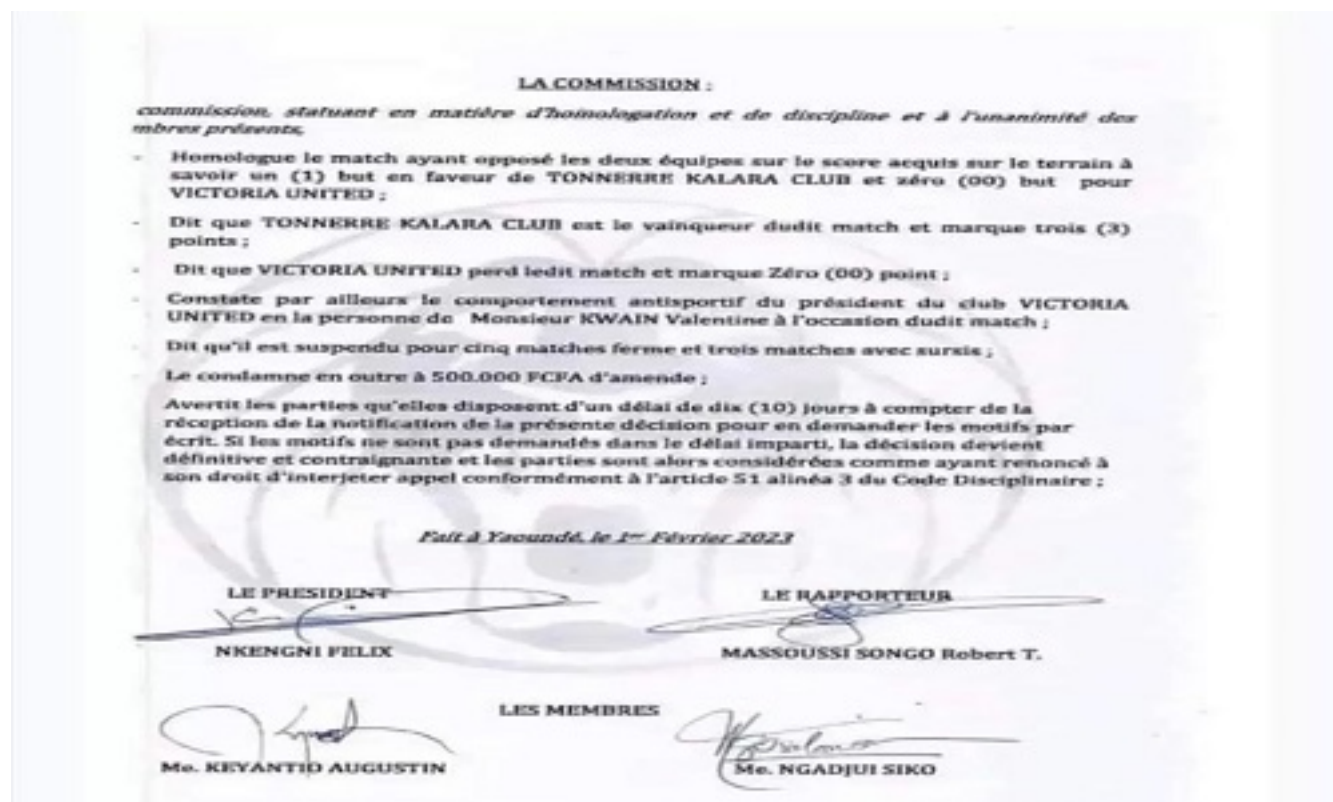 LA COMMISSION :
commission, statuant en matière d'homologation et de discipline et à l'unanimité des
mbres présents,
- Homologue le match ayant opposé les deux équipes sur le score acquis sur le terrain à
savoir un (1) but en faveur de TONNERRE KALARA CLUB et zéro (00) but pour
VICTORIA UNITED ;
- Dit que TONNERRE KALARA CLUB est le vainqueur dudit match et marque trois (3)
points ;
- Dit que VICTORIA UNITED perd ledit match et marque Zéro (00) point ;
- Constate par ailleurs le comportement antisportif du président du club VICTORIA
UNITED en la personne de Monsieur KWAIN Valentine à l'occasion dudit match ;
- Dit qu'il est suspendu pour cinq matches ferme et trois matches avec sursis ;
- Le condamne en outre à 500.000 FCFA d'amende ;
Avertit les parties qu'elles disposent d'un délai de dix (10) jours à compter de la
réception de la notification de la présente décision pour en demander les motifs par
écrit. Si les motifs ne sont pas demandés dans le délai imparti, la décision devient
définitive et contraignante et les parties sont alors considérées comme ayant renoncé à
son droit d'interjeter appel conformément à l'article 51 alinéa 3 du Code Disciplinaire ;
Fait à Yaoundé, le 1er Février 2023
LE PRESIDENT
LE RAPPORTEUR
NKENGNI FELIX
MASSOUSSI SONGO Robert T.
LES MEMBRES
Me. KEYANTIO AUGUSTIN
Me. NGADJUI SIKO